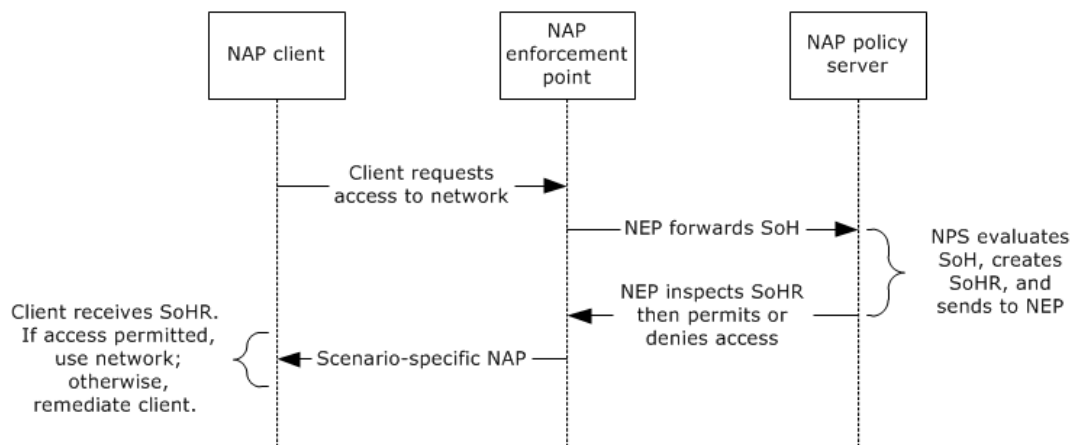 NAP client
NAP
enforcement
point
NAP policy
server
Client requests
access to network
NEP forwards SoH
NPS evaluates
SoH, creates
SoHR, and
sends to NEP
NEP inspects SoHR
then permits or
denies access
Client receives SoHR.
If access permitted,
use network;
otherwise,
remediate client.
Scenario-specific NAP